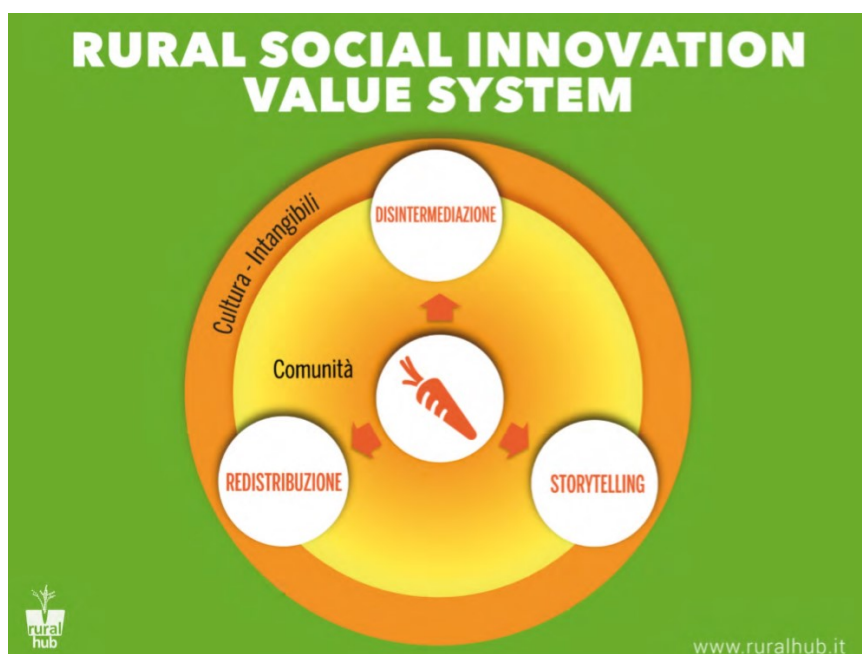 RURAL SOCIAL INNOVATION
VALUE SYSTEM
Cultura - Intangibili
DISINTERMEDIAZIONE
Comunità
REDISTRIBUZIONE
STORYTELLING
rural
hub
www.ruralhub.it